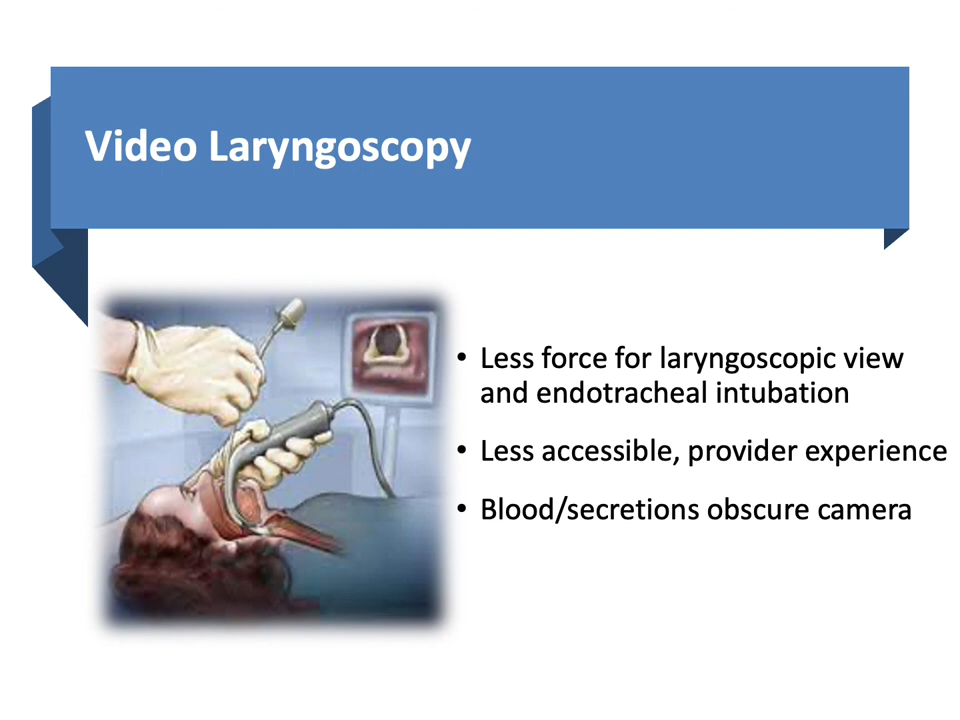 Video Laryngoscopy
• Less force for laryngoscopic view
and endotracheal intubation
• Less accessible, provider experience
• Blood/secretions obscure camera